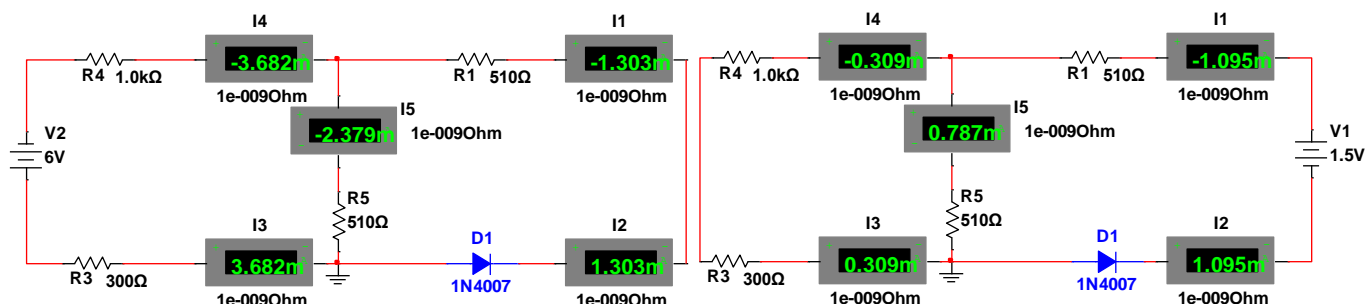 I4 I1 I4 I1
-3.682m -1.303m -0.309m -1.095m
R4 1.0kΩ R1 510Ω R4 1.0kΩ R1 510Ω
1e-009Ohm 1e-009Ohm 1e-009Ohm 1e-009Ohm
I5 I5
-2.379m 1e-009Ohm 0.787m 1e-009Ohm
V2 V1
6V 1.5V
R5 R5
510Ω 510Ω
I3 D1 I2 I3 D1 I2
3.682m 1.303m 0.309m 1.095m
R3 300Ω 1N4007 R3 300Ω 1N4007
1e-009Ohm 1e-009Ohm 1e-009Ohm 1e-009Ohm